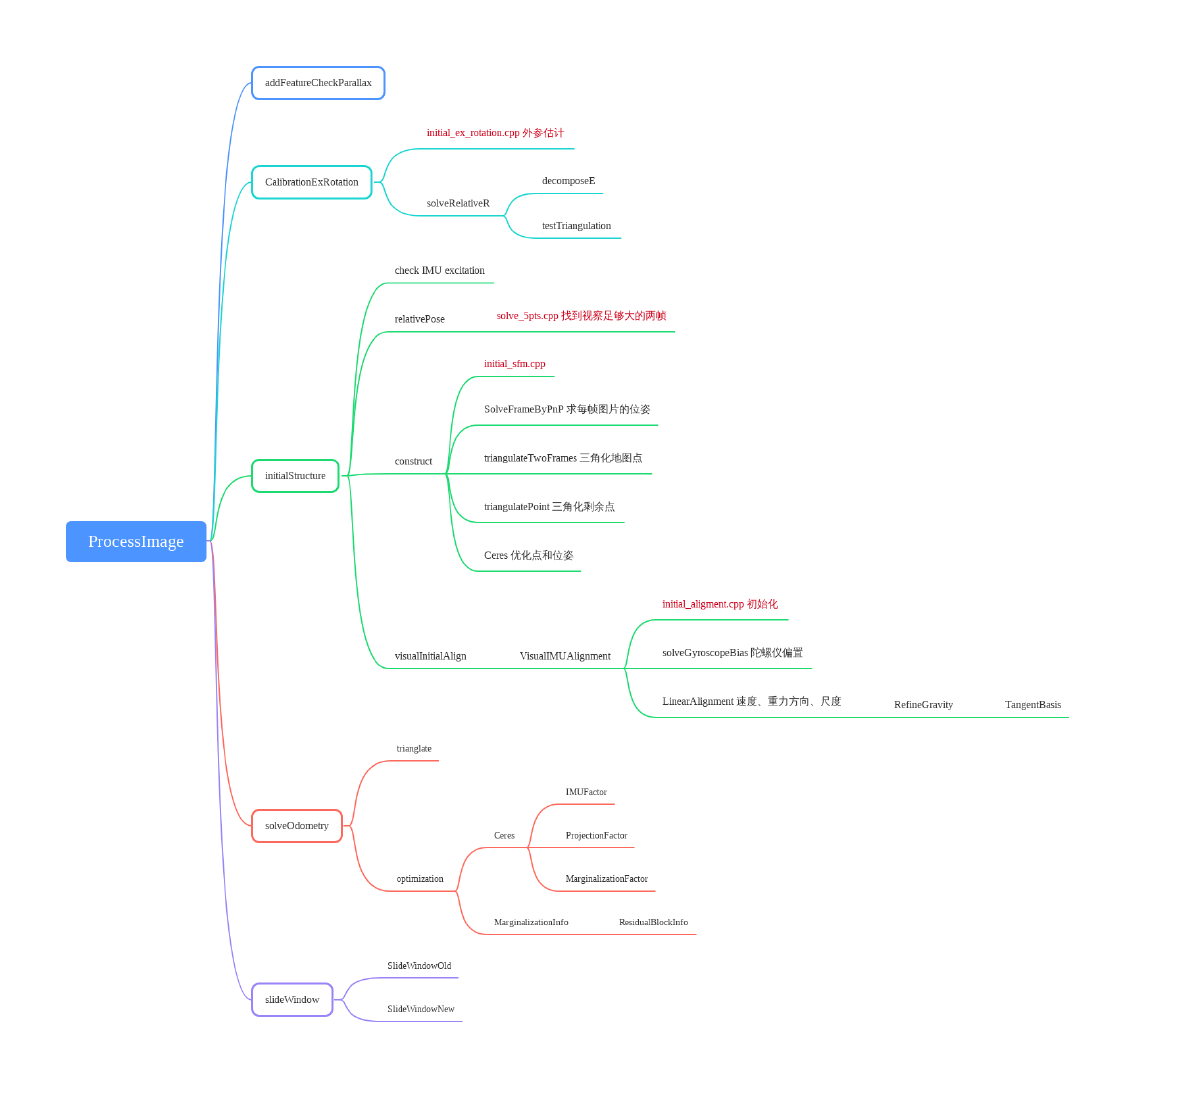 addFeatureCheckParallax
initial_ex_rotation.cpp 外参估计
decomposeE
CalibrationExRotation
solveRelativeR
testTriangulation
check IMU excitation
solve_5pts.cpp 找到视察足够大的两帧
relativePose
initial_sfm.cpp
SolveFrameByPnP 求每帧图片的位姿
triangulateTwoFrames 三角化地图点
construct
initialStructure
triangulatePoint 三角化剩余点
ProcessImage
Ceres 优化点和位姿
initial_aligment.cpp 初始化
solveGyroscopeBias 陀螺仪偏置
visualInitialAlign
VisualIMUAlignment
LinearAlignment 速度、重力方向、尺度
RefineGravity
TangentBasis
trianglate
IMUFactor
solveOdometry
Ceres
ProjectionFactor
optimization
MarginalizationFactor
MarginalizationInfo
ResidualBlockInfo
SlideWindowOld
slideWindow
SlideWindowNew